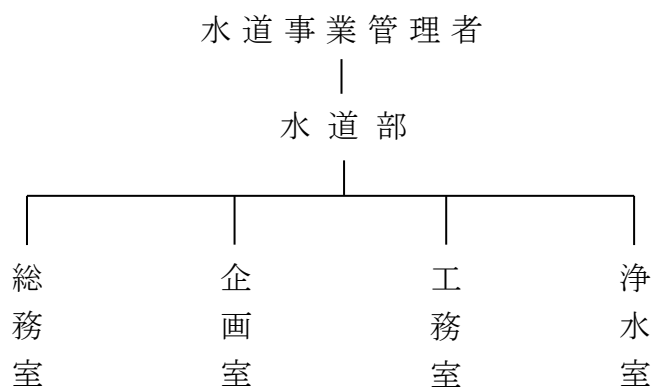 水道事業管理者
水道部
総務室
企画室
工務室
浄水室